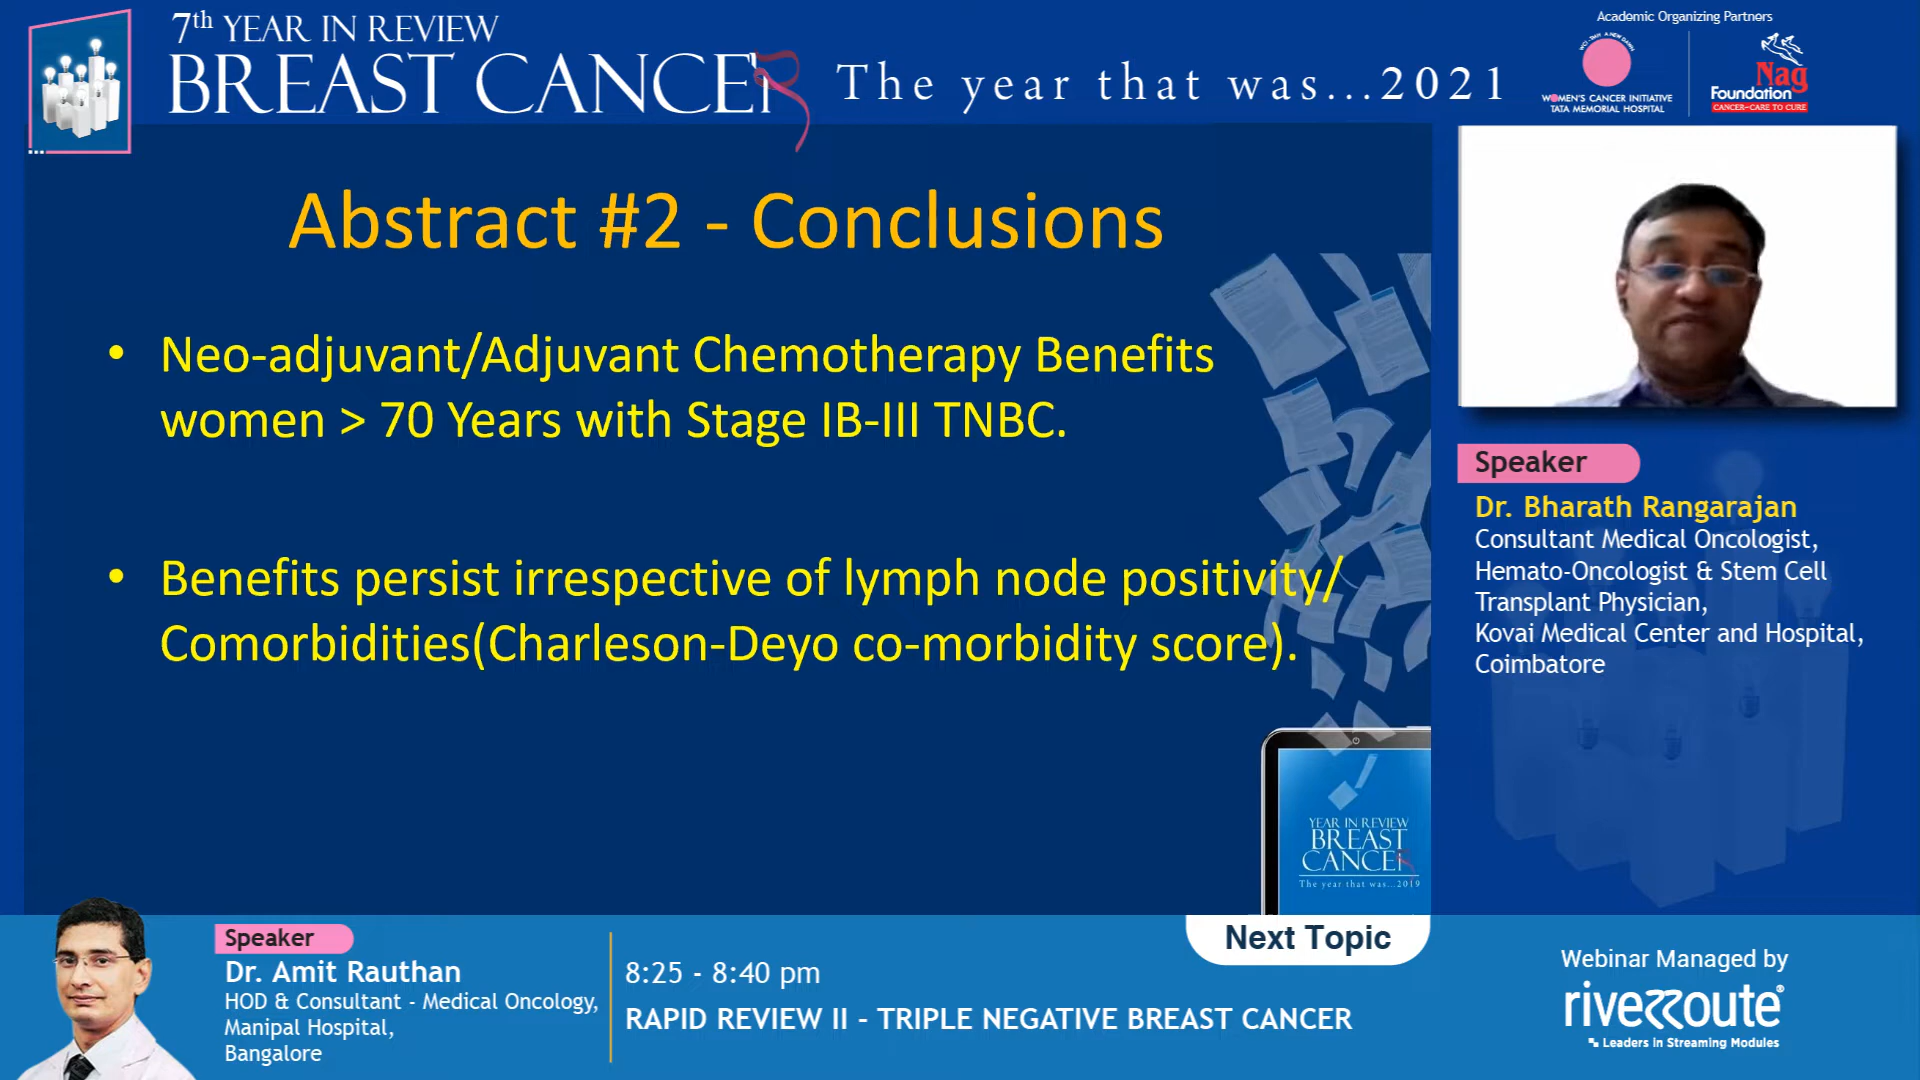 7th YEAR IN REVIEW
BREAST CANCER
The year that was...2021
Academic Organizing Partners
WOMEN'S CANCER INITIATIVE
TATA MEMORIAL HOSPITAL
Nag
Foundation
CANCER-CARE TO CURE
Abstract #2 - Conclusions
• Neo-adjuvant/Adjuvant Chemotherapy Benefits
women > 70 Years with Stage IB-III TNBC.
• Benefits persist irrespective of lymph node positivity/
Comorbidities(Charleson-Deyo co-morbidity score).
YEAR IN REVIEW
BREAST
CANCER
The year that was...2019
Speaker
Dr. Bharath Rangarajan
Consultant Medical Oncologist,
Hemato-Oncologist & Stem Cell
Transplant Physician,
Kovai Medical Center and Hospital,
Coimbatore
Speaker
Dr. Amit Rauthan
HOD & Consultant - Medical Oncology,
Manipal Hospital,
Bangalore
Next Topic
8:25 - 8:40 pm
RAPID REVIEW II - TRIPLE NEGATIVE BREAST CANCER
Webinar Managed by
riverroute®
Leaders in Streaming Modules